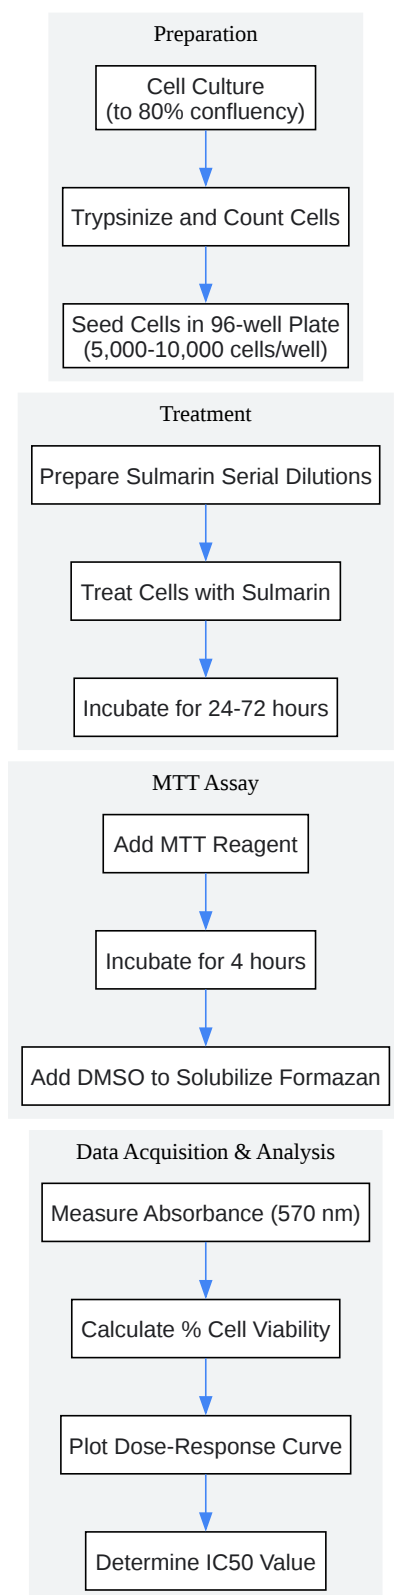 Preparation
Cell Culture
(to 80% confluency)
Trypsinize and Count Cells
Seed Cells in 96-well Plate
(5,000-10,000 cells/well)
Treatment
Prepare Sulmarin Serial Dilutions
Treat Cells with Sulmarin
Incubate for 24-72 hours
MTT Assay
Add MTT Reagent
Incubate for 4 hours
Add DMSO to Solubilize Formazan
Data Acquisition & Analysis
Measure Absorbance (570 nm)
Calculate % Cell Viability
Plot Dose-Response Curve
Determine IC50 Value